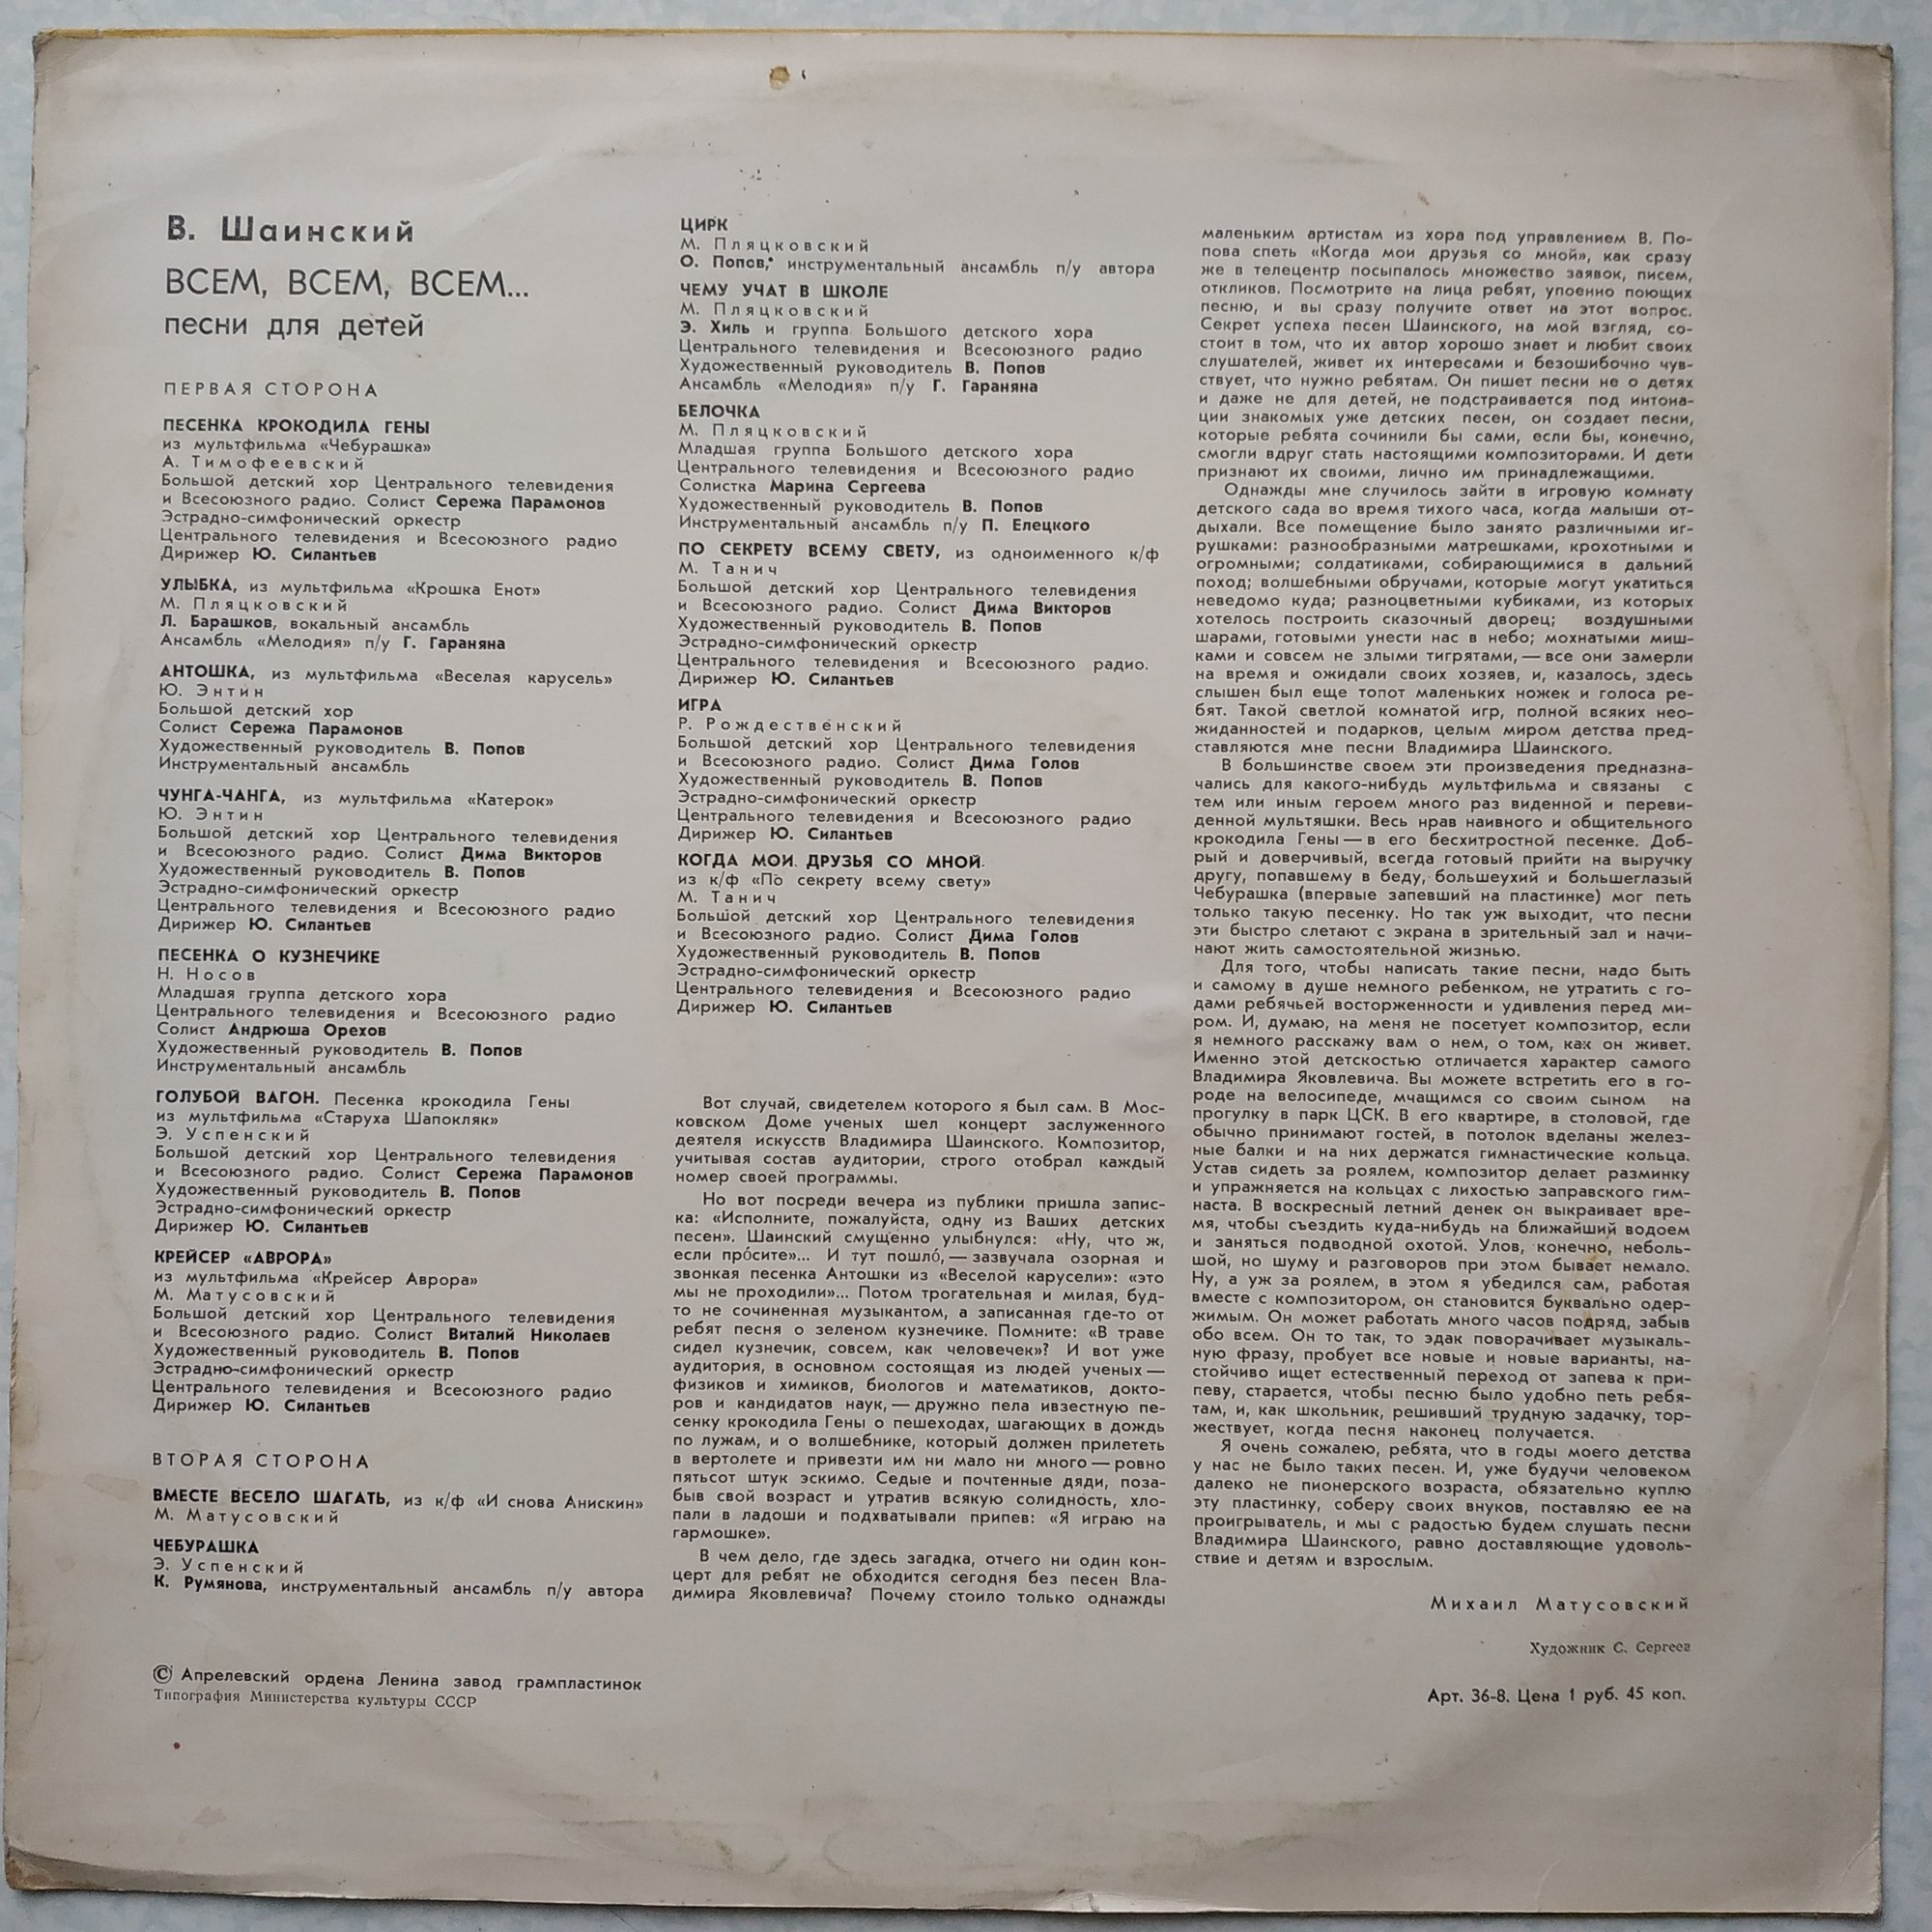 В. Шаинский
ВСЕМ, ВСЕМ, ВСЕМ...
песни для детей
ПЕРВАЯ СТОРОНА
ПЕСЕНКА КРОКОДИЛА ГЕНЫ
из мультфильма «Чебурашка»
А. Тимофеевский
Большой детский хор Центрального телевидения
и Всесоюзного радио. Солист Сережа Парамонов
Эстрадно-симфонический оркестр
Центрального телевидения и Всесоюзного радио
Дирижер Ю. Силантьев
УЛЫБКА, из мультфильма «Крошка Енот»
М. Пляцковский
Л. Барашков, вокальный ансамбль
Ансамбль «Мелодия» п/у Г. Гараняна
АНТОШКА, из мультфильма «Веселая карусель»
Ю. Энтин
Большой детский хор
Солист Сережа Парамонов
Художественный руководитель В. Попов
Инструментальный ансамбль
ЧУНГА-ЧАНГА, из мультфильма «Катерок»
Ю. Энтин
Большой детский хор Центрального телевидения
и Всесоюзного радио. Солист Дима Викторов
Художественный руководитель В. Попов
Эстрадно-симфонический оркестр
Центрального телевидения и Всесоюзного радио
Дирижер Ю. Силантьев
ПЕСЕНКА О КУЗНЕЧИКЕ
Н. Носов
Младшая группа детского хора
Центрального телевидения и Всесоюзного радио
Солист Андрюша Орехов
Художественный руководитель В. Попов
Инструментальный ансамбль
ГОЛУБОЙ ВАГОН. Песенка крокодила Гены
из мультфильма «Старуха Шапокляк»
Э. Успенский
Большой детский хор Центрального телевидения
и Всесоюзного радио. Солист Сережа Парамонов
Художественный руководитель В. Попов
Эстрадно-симфонический оркестр
Дирижер Ю. Силантьев
КРЕЙСЕР «АВРОРА»
из мультфильма «Крейсер Аврора»
М. Матусовский
Большой детский хор Центрального телевидения
и Всесоюзного радио. Солист Виталий Николаев
Художественный руководитель В. Попов
Эстрадно-симфонический оркестр
Центрального телевидения и Всесоюзного радио
Дирижер Ю. Силантьев
ВТОРАЯ СТОРОНА
ВМЕСТЕ ВЕСЕЛО ШАГАТЬ, из к/ф «И снова Анискин»
М. Матусовский
ЧЕБУРАШКА
Э. Успенский
К. Румянова, инструментальный ансамбль п/у автора
© Апрелевский ордена Ленина завод грампластинок
Типография Министерства культуры СССР
ЦИРК
М. Пляцковский
О. Попов, инструментальный ансамбль п/у автора
ЧЕМУ УЧАТ В ШКОЛЕ
М. Пляцковский
Э. Хиль и группа Большого детского хора
Центрального телевидения и Всесоюзного радио
Художественный руководитель В. Попов
Ансамбль «Мелодия» п/у Г. Гараняна
БЕЛОЧКА
М. Пляцковский
Младшая группа Большого детского хора
Центрального телевидения и Всесоюзного радио
Солистка Марина Сергеева
Художественный руководитель В. Попов
Инструментальный ансамбль п/у П. Елецкого
ПО СЕКРЕТУ ВСЕМУ СВЕТУ, из одноименного к/ф
М. Танич
Большой детский хор Центрального телевидения
и Всесоюзного радио. Солист Дима Викторов
Художественный руководитель В. Попов
Эстрадно-симфонический оркестр
Центрального телевидения и Всесоюзного радио.
Дирижер Ю. Силантьев
ИГРА
Р. Рождественский
Большой детский хор Центрального телевидения
и Всесоюзного радио. Солист Дима Голов
Художественный руководитель В. Попов
Эстрадно-симфонический оркестр
Центрального телевидения и Всесоюзного радио
Дирижер Ю. Силантьев
КОГДА МОИ ДРУЗЬЯ СО МНОЙ
из к/ф «По секрету всему свету»
М. Танич
Большой детский хор Центрального телевидения
и Всесоюзного радио. Солист Дима Голов
Художественный руководитель В. Попов
Эстрадно-симфонический оркестр
Центрального телевидения и Всесоюзного радио
Дирижер Ю. Силантьев
Вот случай, свидетелем которого я был сам. В Мос-
ковском Доме ученых шел концерт заслуженного
деятеля искусств Владимира Шаинского. Композитор,
учитывая состав аудитории, строго отобрал каждый
номер своей программы.
Но вот посреди вечера из публики пришла запис-
ка: «Исполните, пожалуйста, одну из Ваших детских
песен». Шаинский смущенно улыбнулся: «Ну, что ж,
если про́сите»... И тут пошло́,— зазвучала озорная и
звонкая песенка Антошки из «Веселой карусели»: «это
мы не проходили»... Потом трогательная и милая, буд-
то не сочиненная музыкантом, а записанная где-то от
ребят песня о зеленом кузнечике. Помните: «В траве
сидел кузнечик, совсем, как человечек»? И вот уже
аудитория, в основном состоящая из людей ученых —
физиков и химиков, биологов и математиков, докто-
ров и кандидатов наук,— дружно пела ивзестную пе-
сенку крокодила Гены о пешеходах, шагающих в дождь
по лужам, и о волшебнике, который должен прилететь
в вертолете и привезти им ни мало ни много — ровно
пятьсот штук эскимо. Седые и почтенные дяди, поза-
быв свой возраст и утратив всякую солидность, хло-
пали в ладоши и подхватывали припев: «Я играю на
гармошке».
В чем дело, где здесь загадка, отчего ни один кон-
церт для ребят не обходится сегодня без песен Вла-
димира Яковлевича? Почему стоило только однажды
маленьким артистам из хора под управлением В. По-
пова спеть «Когда мои друзья со мной», как сразу
же в телецентр посыпалось множество заявок, писем,
откликов. Посмотрите на лица ребят, упоенно поющих
песню, и вы сразу получите ответ на этот вопрос.
Секрет успеха песен Шаинского, на мой взгляд, со-
стоит в том, что их автор хорошо знает и любит своих
слушателей, живет их интересами и безошибочно чув-
ствует, что нужно ребятам. Он пишет песни не о детях
и даже не для детей, не подстраивается под интона-
ции знакомых уже детских песен, он создает песни,
которые ребята сочинили бы сами, если бы, конечно,
смогли вдруг стать настоящими композиторами. И дети
признают их своими, лично им принадлежащими.
Однажды мне случилось зайти в игровую комнату
детского сада во время тихого часа, когда малыши от-
дыхали. Все помещение было занято различными иг-
рушками: разнообразными матрешками, крохотными и
огромными; солдатиками, собирающимися в дальний
поход; волшебными обручами, которые могут укатиться
неведомо куда; разноцветными кубиками, из которых
хотелось построить сказочный дворец; воздушными
шарами, готовыми унести нас в небо; мохнатыми миш-
ками и совсем не злыми тигрятами,— все они замерли
на время и ожидали своих хозяев, и, казалось, здесь
слышен был еще топот маленьких ножек и голоса ре-
бят. Такой светлой комнатой игр, полной всяких нео-
жиданностей и подарков, целым миром детства пред-
ставляются мне песни Владимира Шаинского.
В большинстве своем эти произведения предназна-
чались для какого-нибудь мультфильма и связаны с
тем или иным героем много раз виденной и переви-
денной мультяшки. Весь нрав наивного и общительного
крокодила Гены — в его бесхитростной песенке. Доб-
рый и доверчивый, всегда готовый прийти на выручку
другу, попавшему в беду, большеухий и большеглазый
Чебурашка (впервые запевший на пластинке) мог петь
только такую песенку. Но так уж выходит, что песни
эти быстро слетают с экрана в зрительный зал и начи-
нают жить самостоятельной жизнью.
Для того, чтобы написать такие песни, надо быть
и самому в душе немного ребенком, не утратить с го-
дами ребячьей восторженности и удивления перед ми-
ром. И, думаю, на меня не посетует композитор, если
я немного расскажу вам о нем, о том, как он живет.
Именно этой детскостью отличается характер самого
Владимира Яковлевича. Вы можете встретить его в го-
роде на велосипеде, мчащимся со своим сыном на
прогулку в парк ЦСК. В его квартире, в столовой, где
обычно принимают гостей, в потолок вделаны желез-
ные балки и на них держатся гимнастические кольца.
Устав сидеть за роялем, композитор делает разминку
и упражняется на кольцах с лихостью заправского гим-
наста. В воскресный летний денек он выкраивает вре-
мя, чтобы съездить куда-нибудь на ближайший водоем
и заняться подводной охотой. Улов, конечно, неболь-
шой, но шуму и разговоров при этом бывает немало.
Ну, а уж за роялем, в этом я убедился сам, работая
вместе с композитором, он становится буквально одер-
жимым. Он может работать много часов подряд, забыв
обо всем. Он то так, то эдак поворачивает музыкаль-
ную фразу, пробует все новые и новые варианты, на-
стойчиво ищет естественный переход от запева к при-
певу, старается, чтобы песню было удобно петь ребя-
там, и, как школьник, решивший трудную задачку, тор-
жествует, когда песня наконец получается.
Я очень сожалею, ребята, что в годы моего детства
у нас не было таких песен. И, уже будучи человеком
далеко не пионерского возраста, обязательно куплю
эту пластинку, соберу своих внуков, поставляю ее на
проигрыватель, и мы с радостью будем слушать песни
Владимира Шаинского, равно доставляющие удоволь-
ствие и детям и взрослым.
Михаил Матусовский
Художник С. Сергеев
Арт. 36-8. Цена 1 руб. 45 коп.